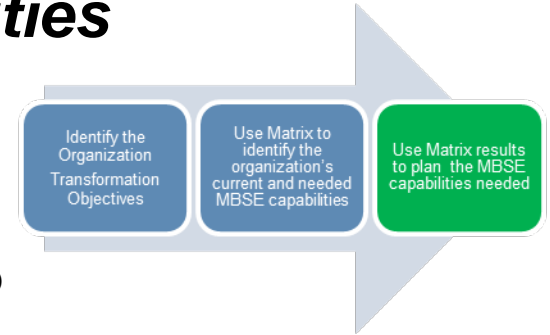 Identify the
Organization
Transformation
Objectives
Use Matrix to
identify the
organization's
current and needed
MBSE capabilities
Use Matrix results
to plan the MBSE
capabilities needed